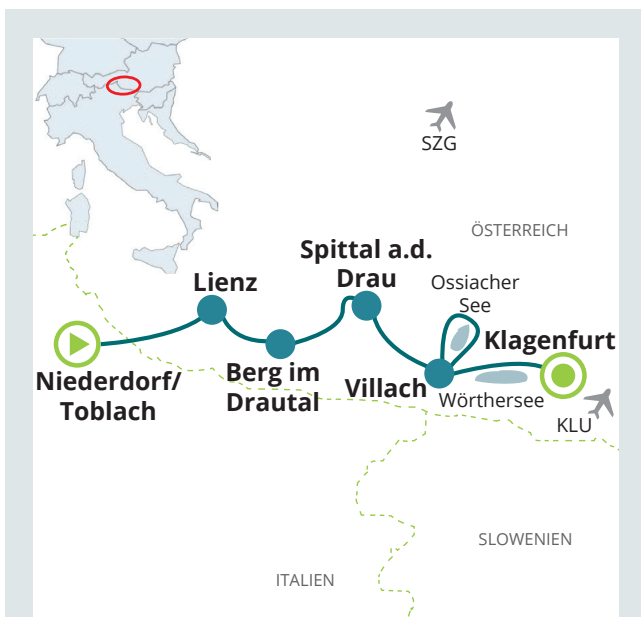 SZG
ÖSTERREICH
Spittal a.d.
Drau
Lienz
Ossiacher
See
Klagenfurt
Niederdorf/
Toblach
Berg im
Drautal
Villach
Wörthersee
KLU
SLOWENIEN
ITALIEN